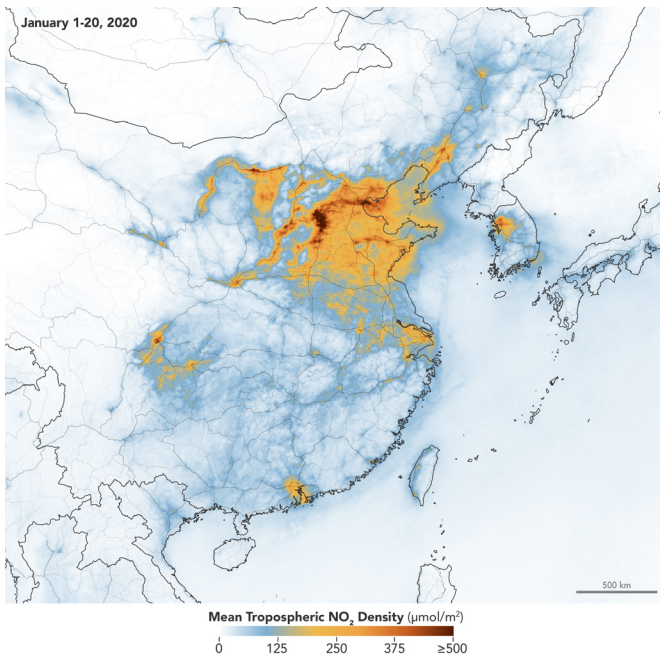 January 1-20, 2020
500 km
Mean Tropospheric NO₂ Density (μmol/m²)
0 125 250 375 ≥500